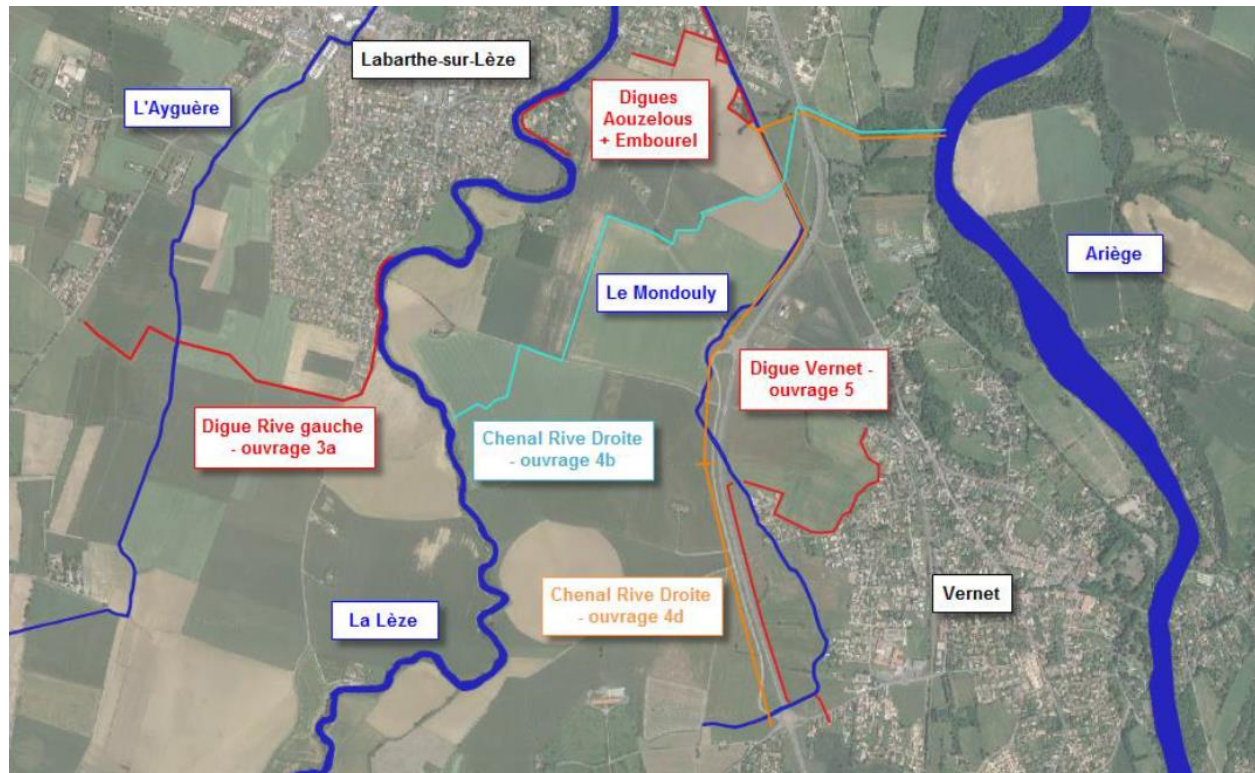 Labarthe-sur-Lèze
L'Ayguère
Digues
Aouzelous
+ Embourel
Ariège
Le Mondouly
Digue Vernet -
ouvrage 5
Digue Rive gauche
- ouvrage 3a
Chenal Rive Droite
- ouvrage 4b
Chenal Rive Droite
- ouvrage 4d
Vernet
La Lèze